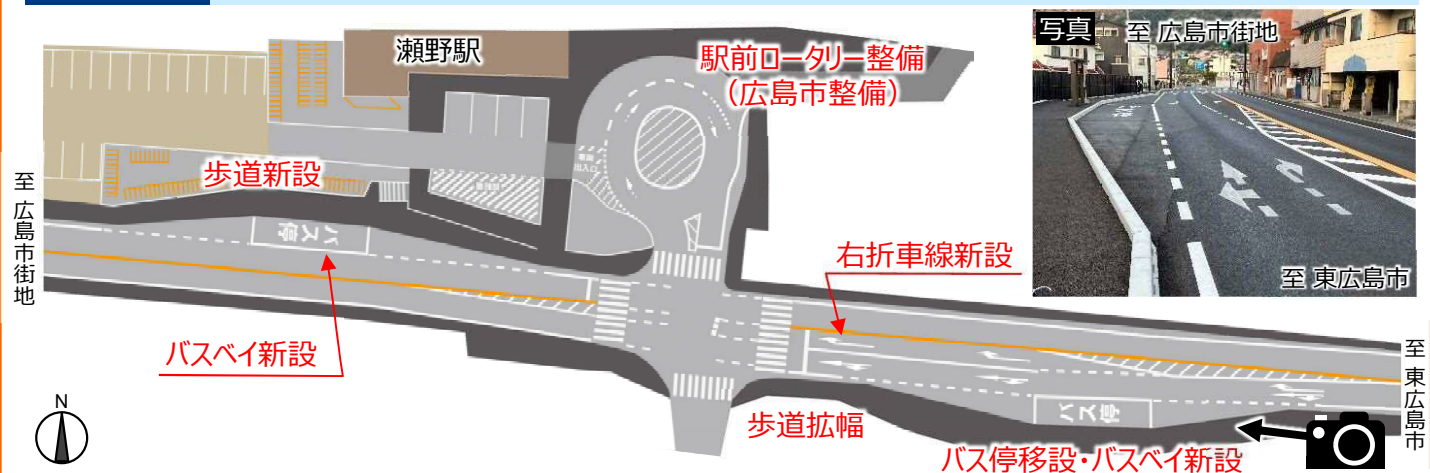 瀬野駅
駅前ロータリー整備
（広島市整備）
写真
至 広島市街地
至 東広島市
歩道新設
出入口
至 広島市街地
バス停
右折車線新設
バスベイ新設
至 東広島市
N
バス停
歩道拡幅
バス停移設・バスベイ新設